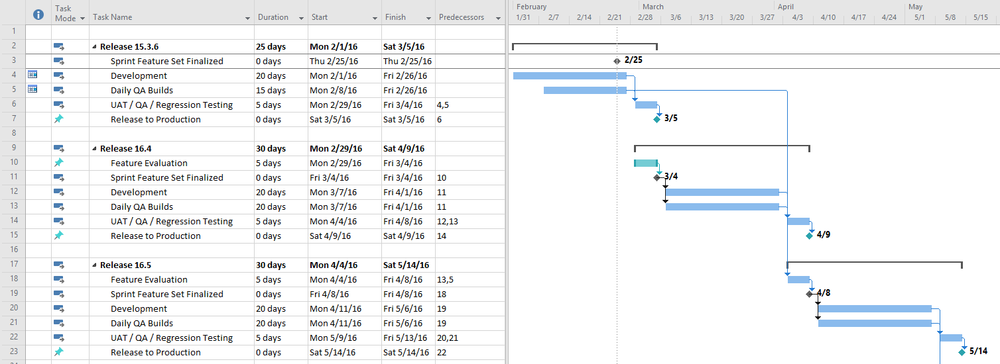 Task Mode Task Name Duration Start Finish Predecessors
February March April May
1/31 2/7 2/14 2/21 2/28 3/6 3/13 3/20 3/27 4/3 4/10 4/17 4/24 5/1 5/8 5/15
1
2 Release 15.3.6 25 days Mon 2/1/16 Sat 3/5/16
3 Sprint Feature Set Finalized 0 days Thu 2/25/16 Thu 2/25/16 2/25
4 Development 20 days Mon 2/1/16 Fri 2/26/16
5 Daily QA Builds 15 days Mon 2/8/16 Fri 2/26/16
6 UAT / QA / Regression Testing 5 days Mon 2/29/16 Fri 3/4/16 4,5
7 Release to Production 0 days Sat 3/5/16 Sat 3/5/16 6 3/5
8
9 Release 16.4 30 days Mon 2/29/16 Sat 4/9/16
10 Feature Evaluation 5 days Mon 2/29/16 Fri 3/4/16
11 Sprint Feature Set Finalized 0 days Fri 3/4/16 Fri 3/4/16 10 3/4
12 Development 20 days Mon 3/7/16 Fri 4/1/16 11
13 Daily QA Builds 20 days Mon 3/7/16 Fri 4/1/16 11
14 UAT / QA / Regression Testing 5 days Mon 4/4/16 Fri 4/8/16 12,13
15 Release to Production 0 days Sat 4/9/16 Sat 4/9/16 14 4/9
16
17 Release 16.5 30 days Mon 4/4/16 Sat 5/14/16
18 Feature Evaluation 5 days Mon 4/4/16 Fri 4/8/16 13,5
19 Sprint Feature Set Finalized 0 days Fri 4/8/16 Fri 4/8/16 18 4/8
20 Development 20 days Mon 4/11/16 Fri 5/6/16 19
21 Daily QA Builds 20 days Mon 4/11/16 Fri 5/6/16 19
22 UAT / QA / Regression Testing 5 days Mon 5/9/16 Fri 5/13/16 20,21
23 Release to Production 0 days Sat 5/14/16 Sat 5/14/16 22 5/14